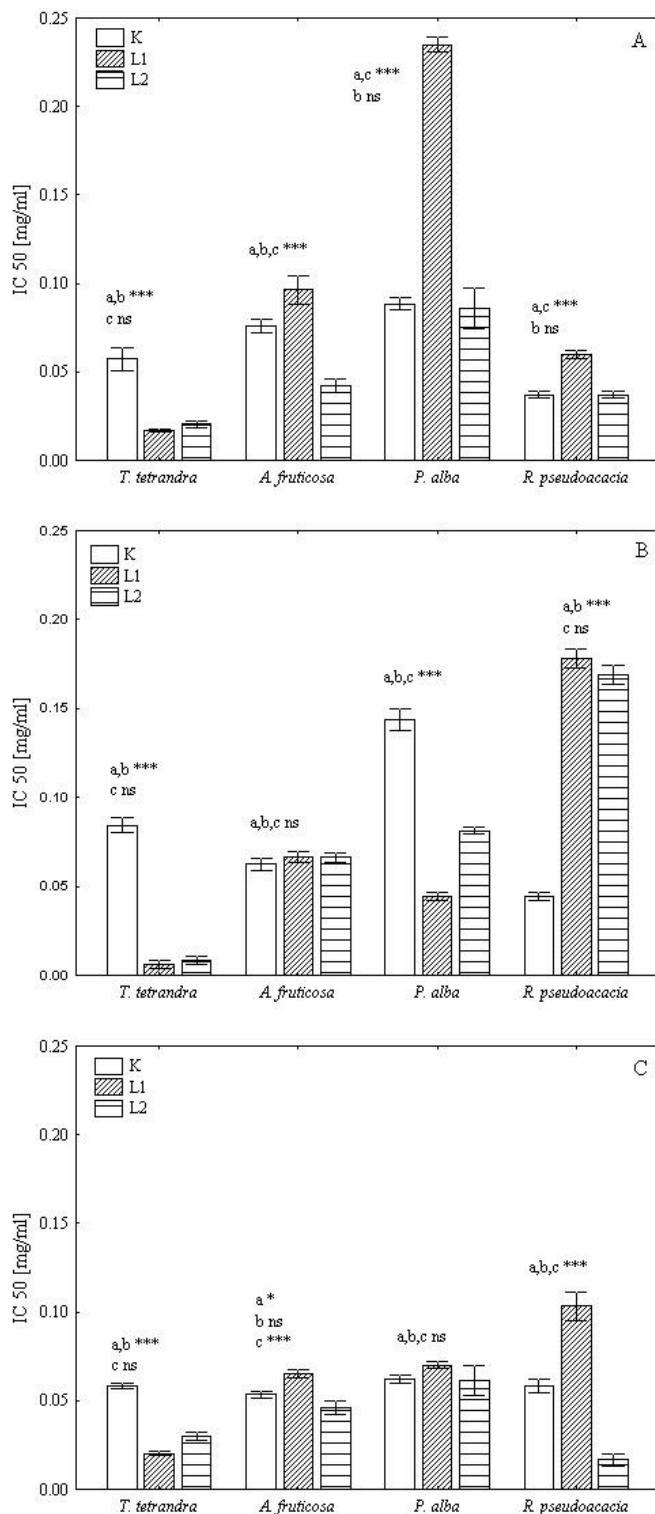 A
K
L1
L2
IC 50 [mg/ml]
0.25
0.20
0.15
0.10
0.05
0.00
a,b ***
c ns
a,b,c ***
a,c ***
b ns
a,c ***
b ns
T. tetrandra A. fruticosa P. alba R. pseudoacacia
B
K
L1
L2
IC 50 [mg/ml]
0.25
0.20
0.15
0.10
0.05
0.00
a,b ***
c ns
a,b,c ns
a,b,c ***
a,b ***
c ns
T. tetrandra A. fruticosa P. alba R. pseudoacacia
C
K
L1
L2
IC 50 [mg/ml]
0.25
0.20
0.15
0.10
0.05
0.00
a,b ***
c ns
a *
b ns
c ***
a,b,c ns
a,b,c ***
T. tetrandra A. fruticosa P. alba R. pseudoacacia